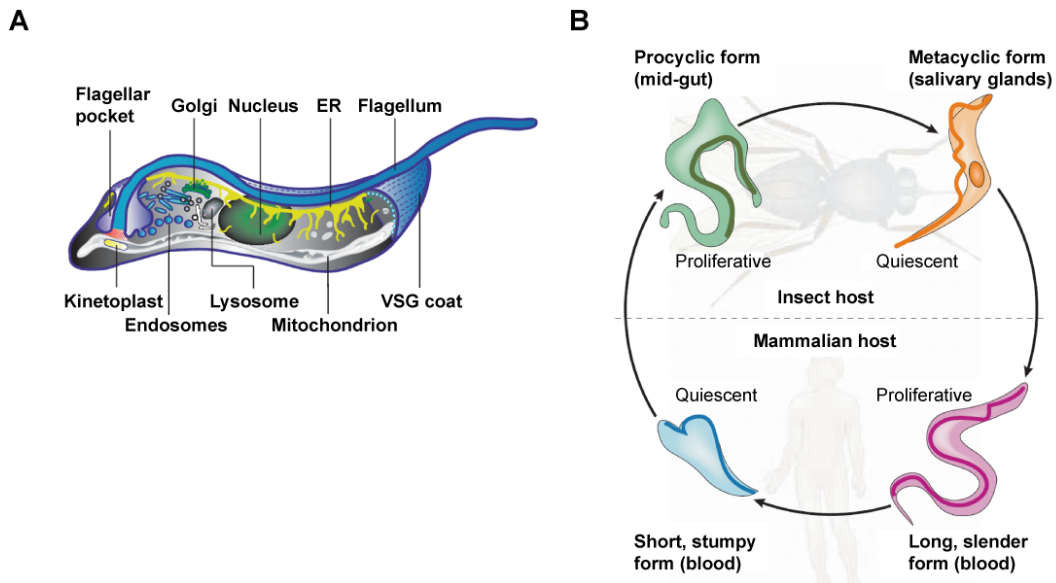 A
Flagellar
pocket
Golgi
Nucleus
ER
Flagellum
Kinetoplast
Endosomes
Lysosome
Mitochondrion
VSG coat
B
Procyclic form
(mid-gut)
Metacyclic form
(salivary glands)
Proliferative
Quiescent
Insect host
Mammalian host
Quiescent
Proliferative
Short, stumpy
form (blood)
Long, slender
form (blood)